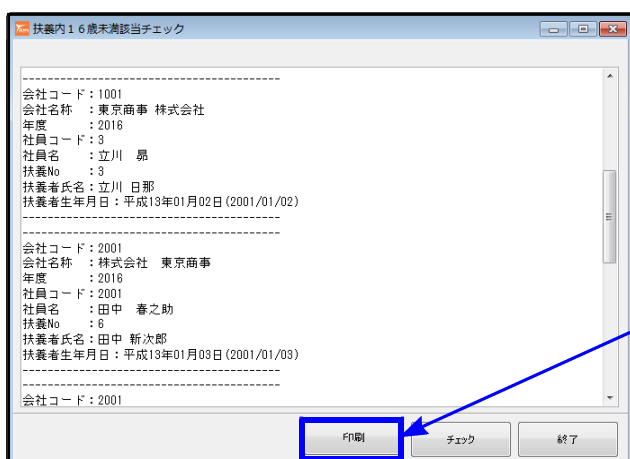 扶養内１６歳未満該当チェック
-----------------------------------------
会社コード：1001
会社名称　：東京商事 株式会社
年度　　　：2016
社員コード：3
社員名　　：立川　昴
扶養No　　：3
扶養者氏名：立川 日那
扶養者生年月日：平成13年01月02日(2001/01/02)
-----------------------------------------
-----------------------------------------
会社コード：2001
会社名称　：株式会社　東京商事
年度　　　：2016
社員コード：2001
社員名　　：田中　春之助
扶養No　　：6
扶養者氏名：田中 新次郎
扶養者生年月日：平成13年01月03日(2001/01/03)
-----------------------------------------
-----------------------------------------
会社コード：2001
印刷
チェック
終了